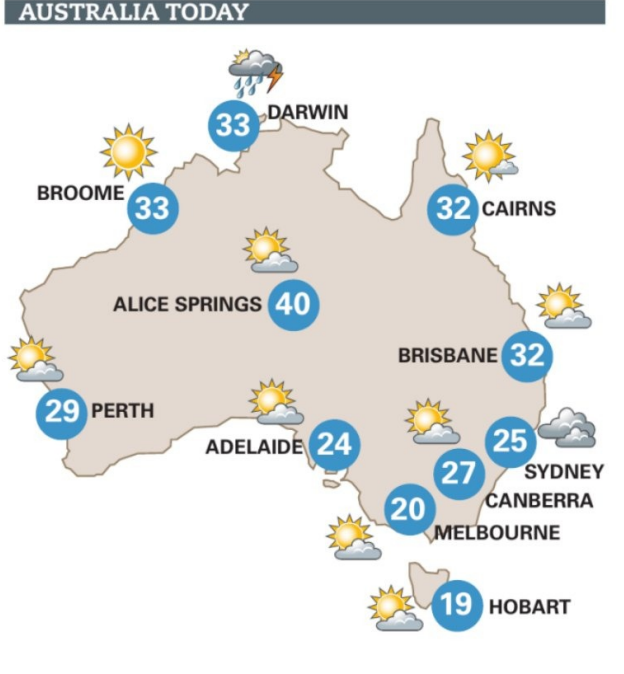 AUSTRALIA TODAY
33 DARWIN
BROOME 33
32 CAIRNS
ALICE SPRINGS 40
BRISBANE 32
29 PERTH
ADELAIDE 24
25 SYDNEY
27 CANBERRA
20 MELBOURNE
19 HOBART